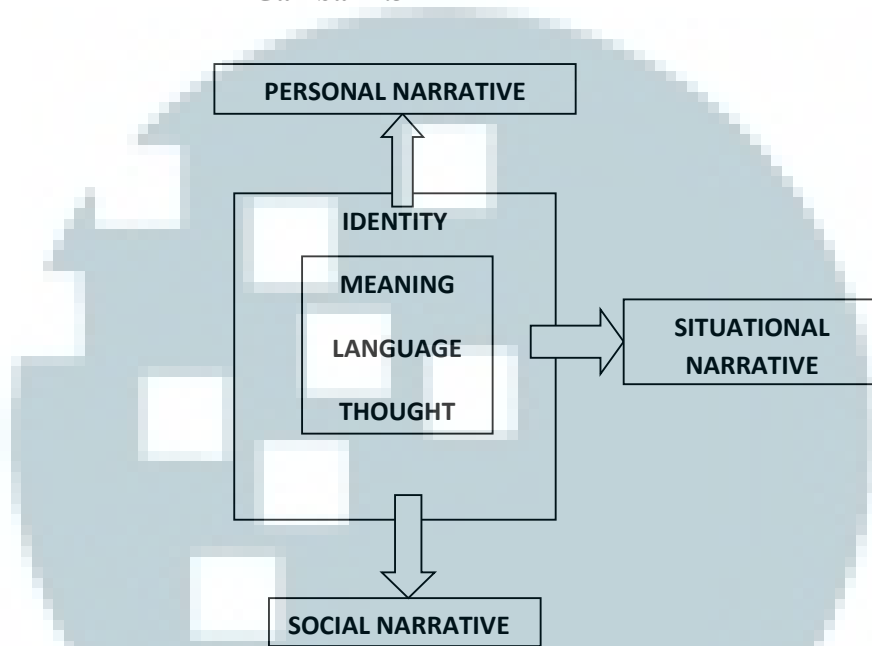 PERSONAL NARRATIVE
IDENTITY
MEANING
LANGUAGE
THOUGHT
SITUATIONAL
NARRATIVE
SOCIAL NARRATIVE